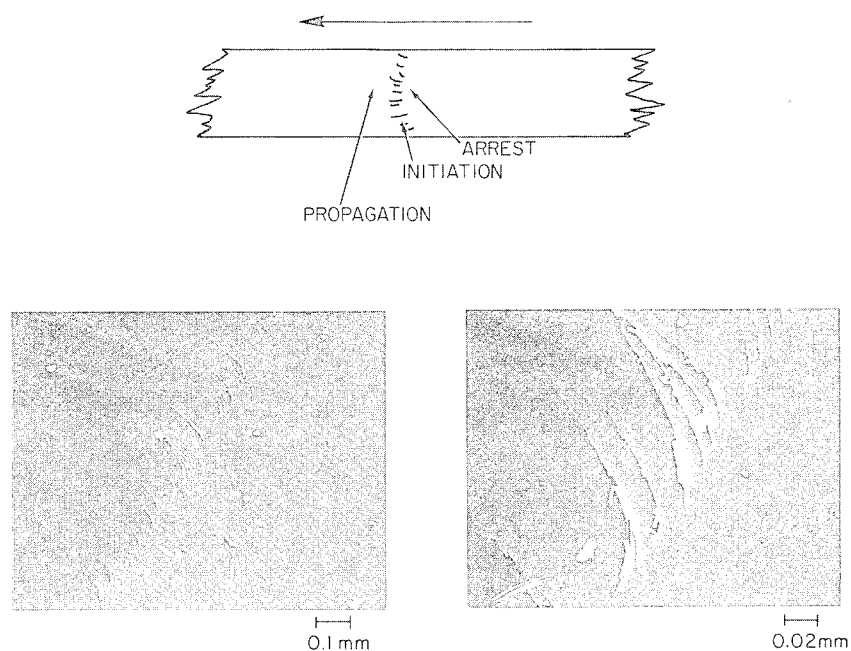 ARREST
INITIATION
PROPAGATION
0.1 mm
0.02mm